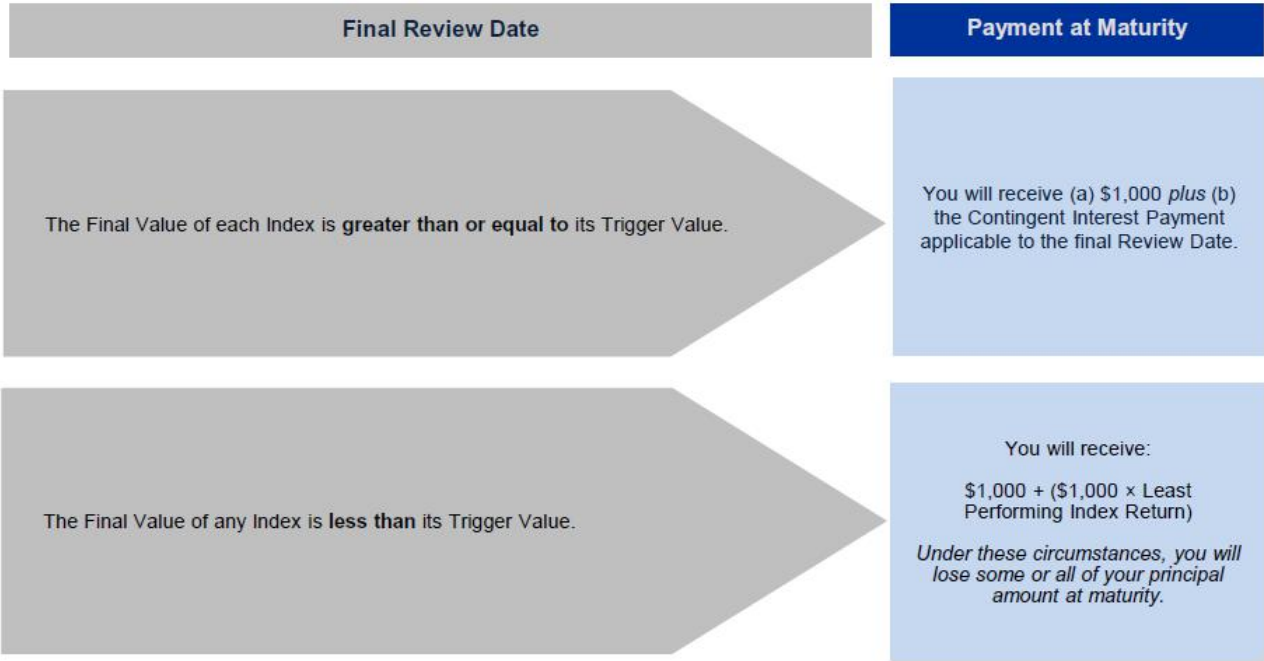 Final Review Date
Payment at Maturity
The Final Value of each Index is greater than or equal to its Trigger Value.
You will receive (a) $1,000 plus (b)
the Contingent Interest Payment
applicable to the final Review Date.
The Final Value of any Index is less than its Trigger Value.
You will receive:
$1,000 + ($1,000 × Least
Performing Index Return)
Under these circumstances, you will
lose some or all of your principal
amount at maturity.